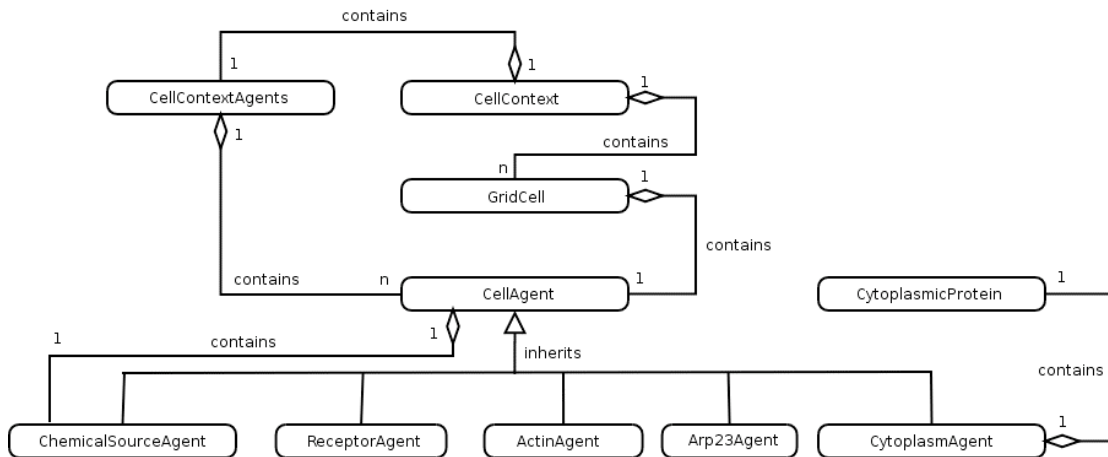 contains
1
1
1
CellContextAgents
CellContext
1
contains
n
1
GridCell
contains
contains
n
1
1
CellAgent
CytoplasmicProtein
1
1
contains
inherits
contains
1
ChemicalSourceAgent
ReceptorAgent
ActinAgent
Arp23Agent
CytoplasmAgent